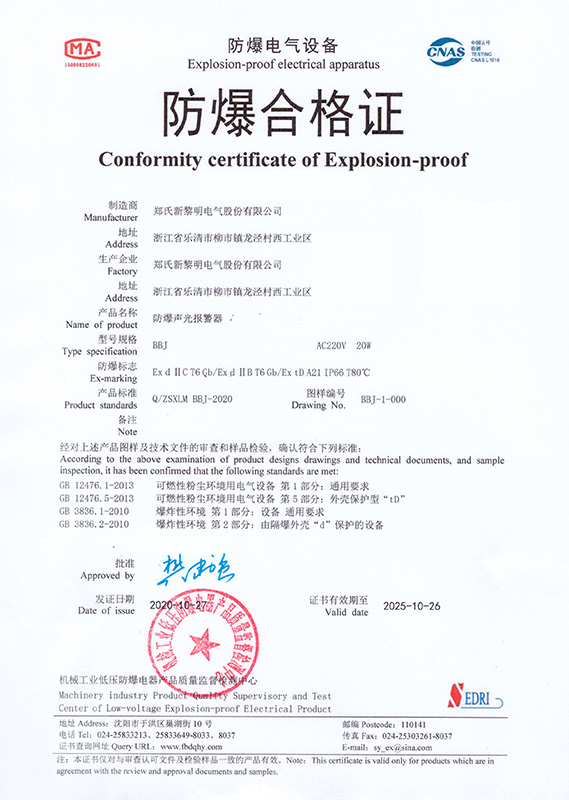 MA
160008220691
防爆电气设备
Explosion-proof electrical apparatus
CNAS
中国认可
检测
TESTING
CNAS L1016
防爆合格证
Conformity certificate of Explosion-proof
制造商
Manufacturer
郑氏新黎明电气股份有限公司
地址
Address
浙江省乐清市柳市镇龙泾村西工业区
生产企业
Factory
郑氏新黎明电气股份有限公司
地址
Address
浙江省乐清市柳市镇龙泾村西工业区
产品名称
Name of product
防爆声光报警器
型号规格
Type specification
BBJ AC220V 20W
防爆标志
Ex-marking
Ex d ⅡC T6 Gb/Ex d ⅡB T6 Gb/Ex tD A21 IP66 T80℃
产品标准
Product standards
Q/ZSXLM BBJ-2020
图样编号
Drawing No.
BBJ-1-000
备注
Note
经对上述产品图样及技术文件的审查和样品检验，确认符合下列标准：
According to the above examination of product designs drawings and technical documents, and sample
inspection, it has been confirmed that the following standards are met:
GB 12476.1-2013 可燃性粉尘环境用电气设备 第1部分：通用要求
GB 12476.5-2013 可燃性粉尘环境用电气设备 第5部分：外壳保护型“tD”
GB 3836.1-2010 爆炸性环境 第1部分：设备 通用要求
GB 3836.2-2010 爆炸性环境 第2部分：由隔爆外壳“d”保护的设备
批准
Approved by
发证日期
Date of issue
2020-10-27
证书有效期至
Valid date
2025-10-26
机械工业低压防爆电器产品质量监督检测中心
Machinery industry Product Quality Supervisory and Test
Center of Low-voltage Explosion-proof Electrical Product
EDRI
地址 Address: 沈阳市于洪区巢湖街10号
邮编 Postcode: 110141
电话 Tel: 024-25833213、25833649-8033、8037
传真 Fax: 024-25303261-8037
证书查询网址 Query URL: www.fbdqhy.com
E-mail: sy_ex@sina.com
注：本证书仅对与审查认可文件及检验样品一致的产品有效。Note: This certificate is valid only for products which are in
agreement with the review and approval documents and samples.